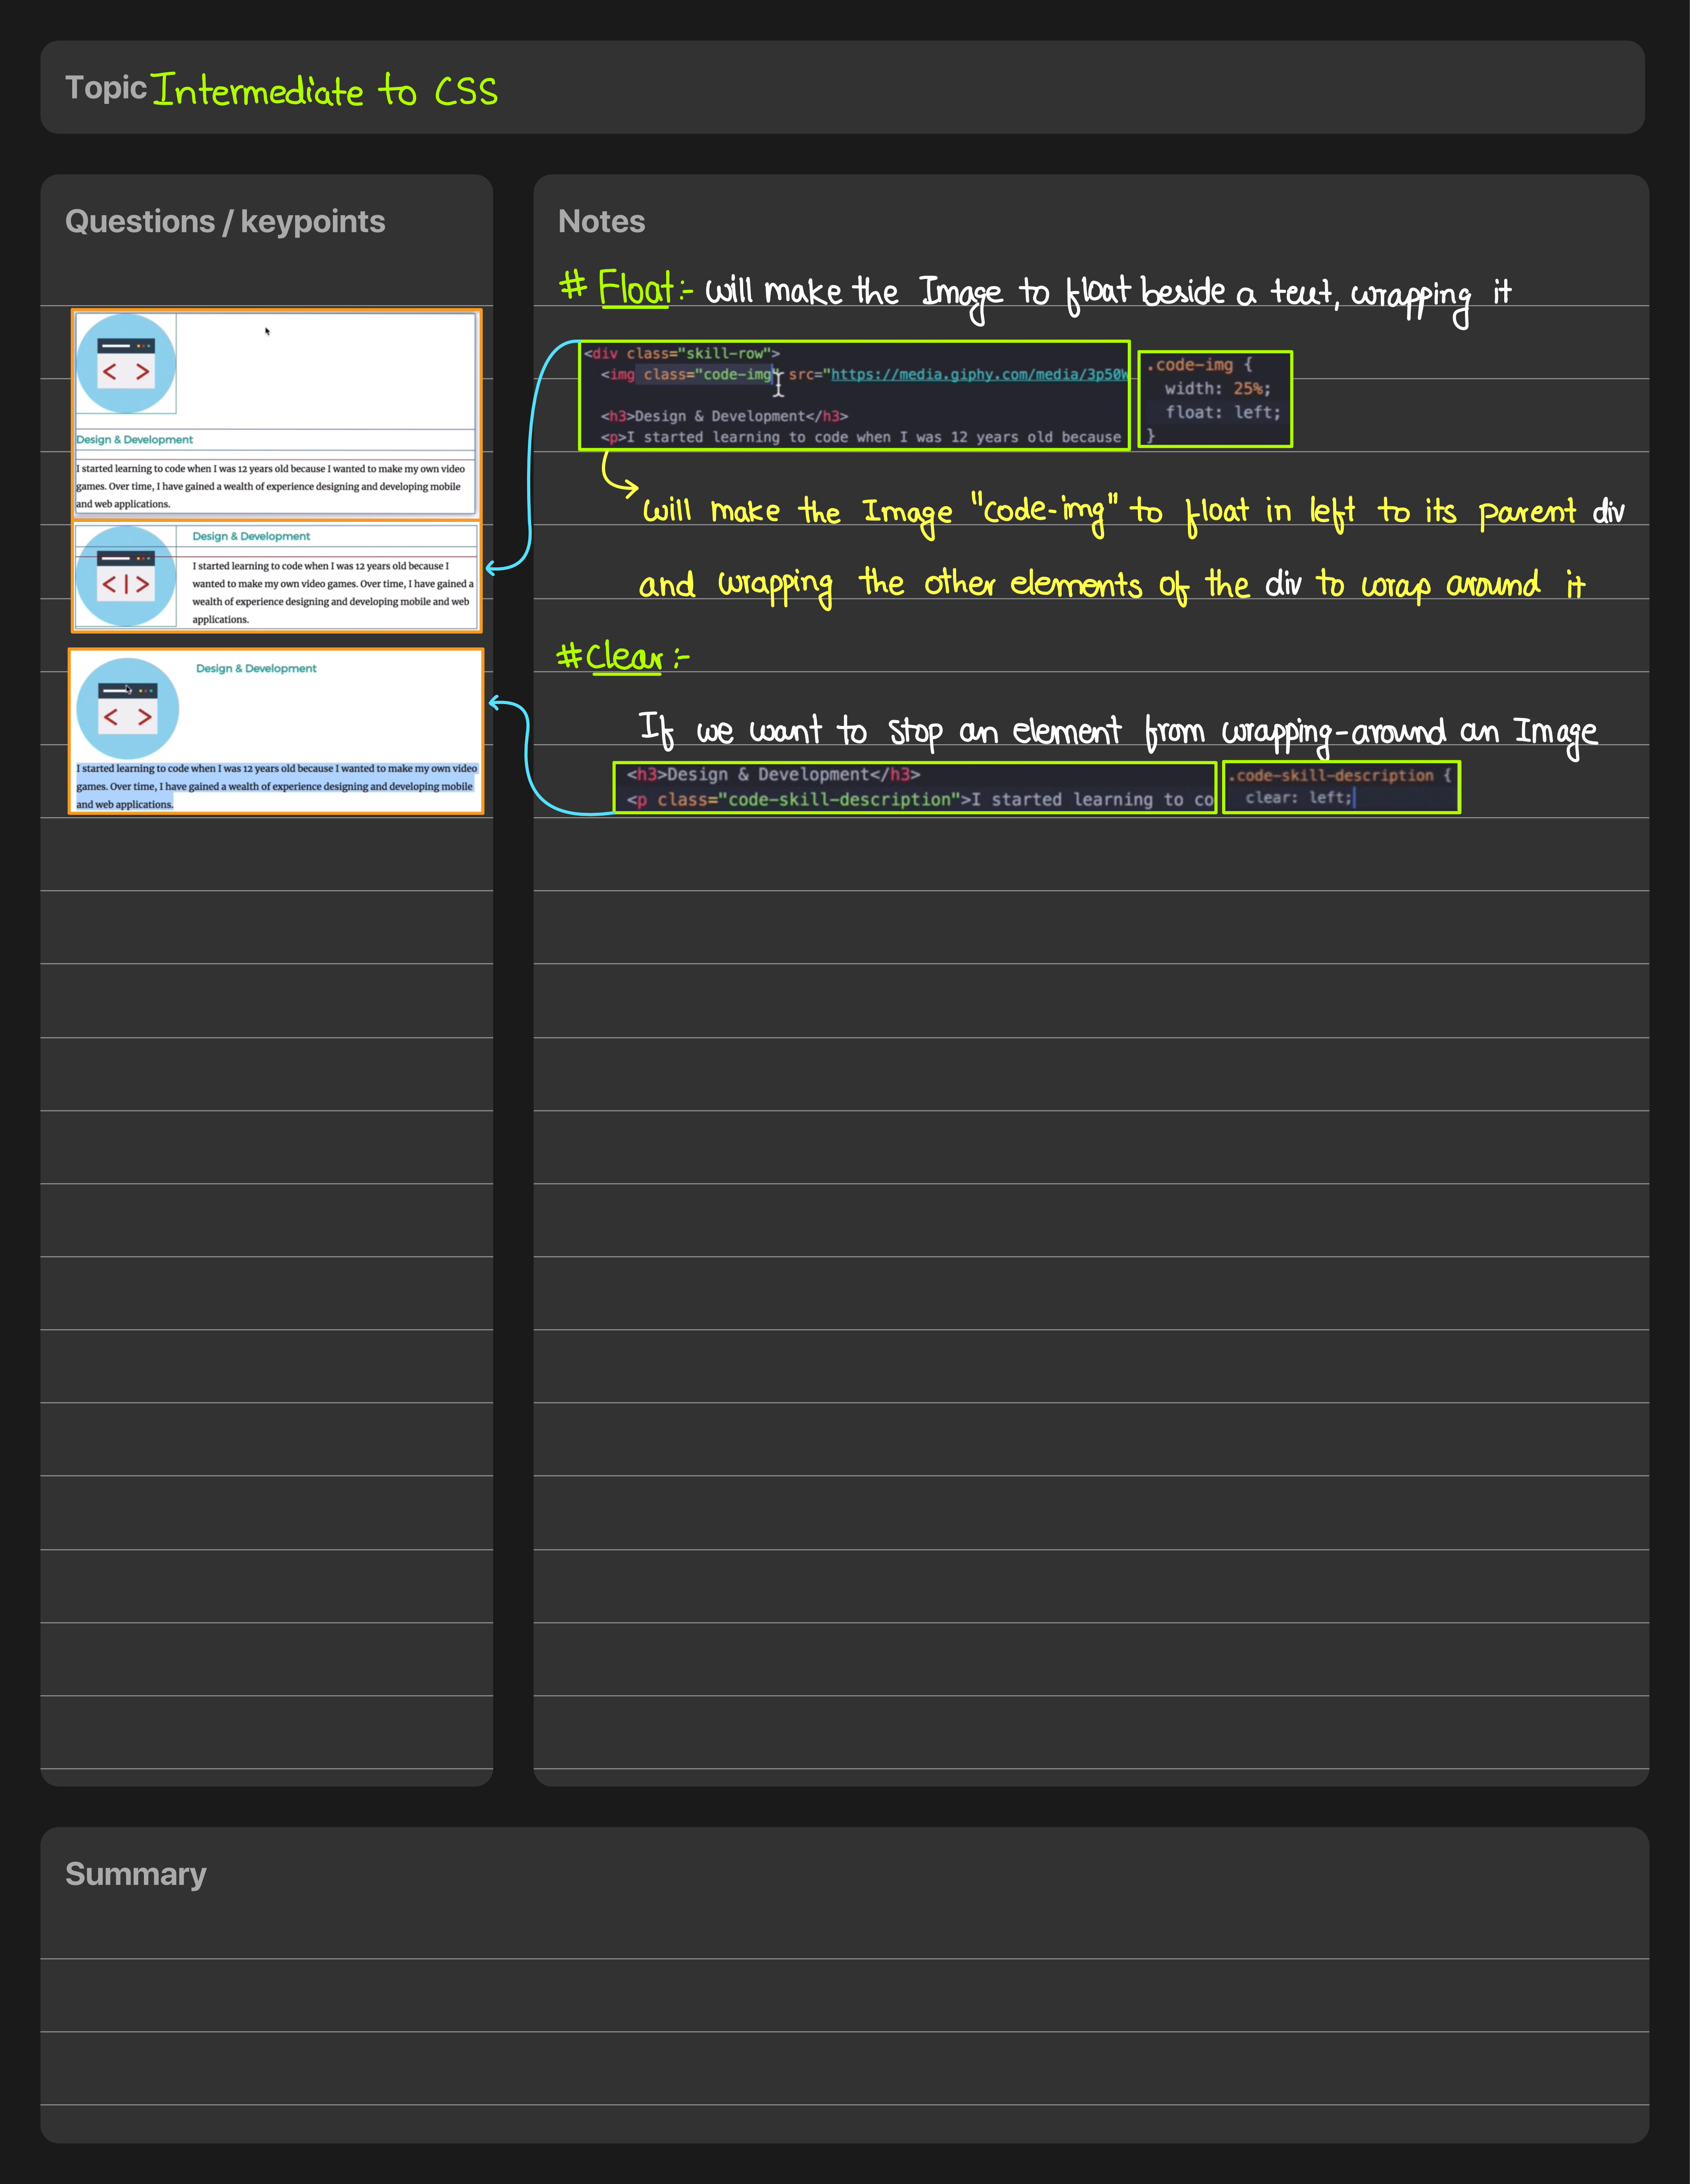 Topic Intermediate to CSS
Questions / keypoints
Design & Development
I started learning to code when I was 12 years old because I wanted to make my own video
games. Over time, I have gained a wealth of experience designing and developing mobile
and web applications.
Design & Development
I started learning to code when I was 12 years old because I
wanted to make my own video games. Over time, I have gained a
wealth of experience designing and developing mobile and web
applications.
Design & Development
I started learning to code when I was 12 years old because I wanted to make my own video
games. Over time, I have gained a wealth of experience designing and developing mobile
and web applications.
Notes
# Float:- will make the Image to float beside a text, wrapping it
<div class="skill-row">
<img class="code-img" src="https://media.giphy.com/media/3p50W
<h3>Design & Development</h3>
<p>I started learning to code when I was 12 years old because
.code-img {
width: 25%;
float: left;
}
will make the Image "code-img" to float in left to its parent div
and wrapping the other elements of the div to wrap around it
#Clear:-
If we want to stop an element from wrapping-around an Image
<h3>Design & Development</h3>
<p class="code-skill-description">I started learning to co
.code-skill-description {
clear: left;
Summary